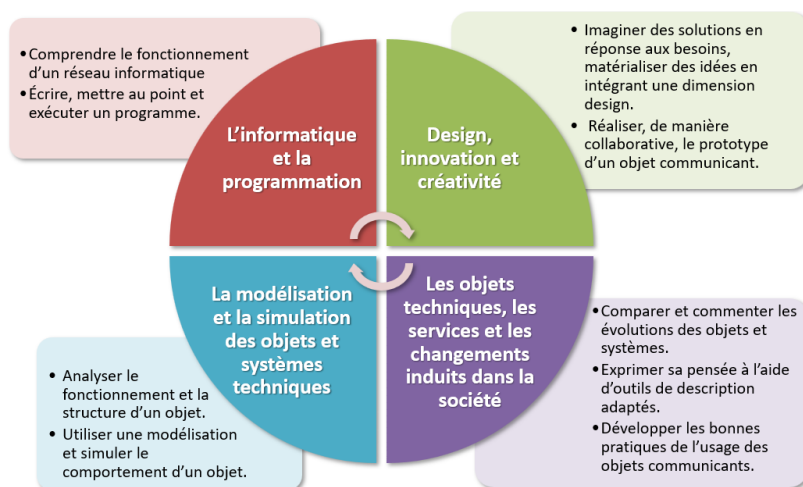 •Comprendre le fonctionnement
d'un réseau informatique
•Écrire, mettre au point et
exécuter un programme.
L'informatique
et la
programmation
• Imaginer des solutions en
réponse aux besoins,
matérialiser des idées en
intégrant une dimension
design.
• Réaliser, de manière
collaborative, le prototype
d'un objet communicant.
Design,
innovation et
créativité
La modélisation
et la simulation
des objets et
systèmes
techniques
• Analyser le
fonctionnement et la
structure d'un objet.
• Utiliser une modélisation
et simuler le
comportement d'un objet.
Les objets
techniques, les
services et les
changements
induits dans la
société
•Comparer et commenter les
évolutions des objets et
systèmes.
•Exprimer sa pensée à l'aide
d'outils de description
adaptés.
•Développer les bonnes
pratiques de l'usage des
objets communicants.